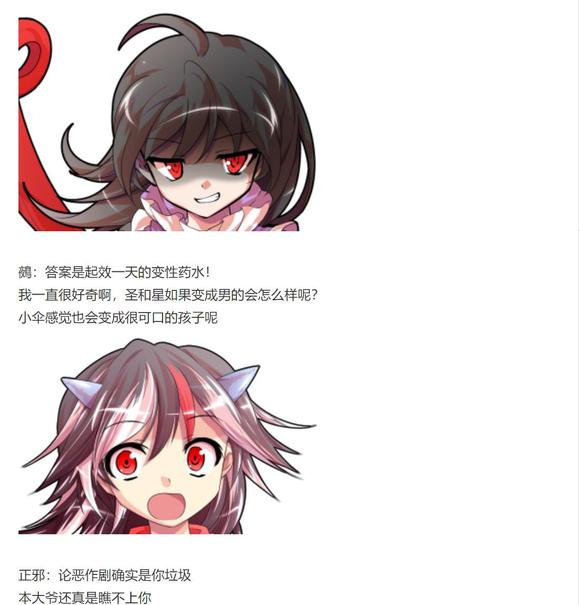 鵺：答案是起效一天的变性药水！
我一直很好奇啊，圣和星如果变成男的会怎么样呢？
小伞感觉也会变成很可口的孩子呢
正邪：论恶作剧确实是你垃圾
本大爷还真是瞧不上你